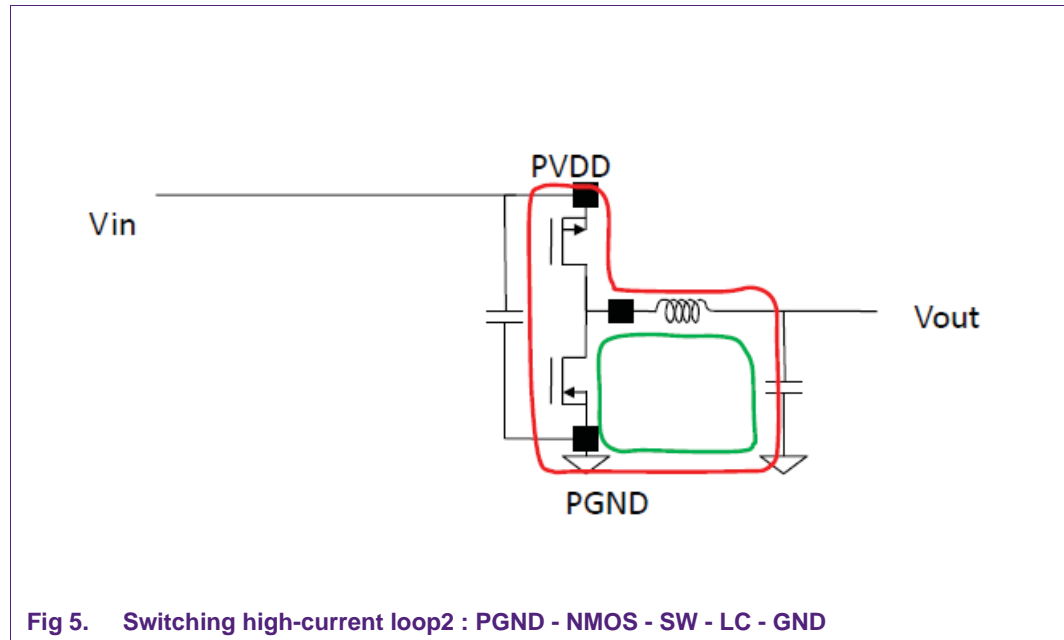 PVDD
Vin
Vout
PGND
Fig 5. Switching high-current loop2 : PGND - NMOS - SW - LC - GND